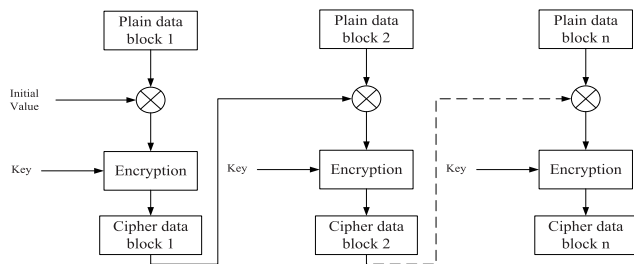 Plain data
block 1
Plain data
block 2
Plain data
block n
Initial
Value
Key
Encryption
Key
Encryption
Key
Encryption
Cipher data
block 1
Cipher data
block 2
Cipher data
block n